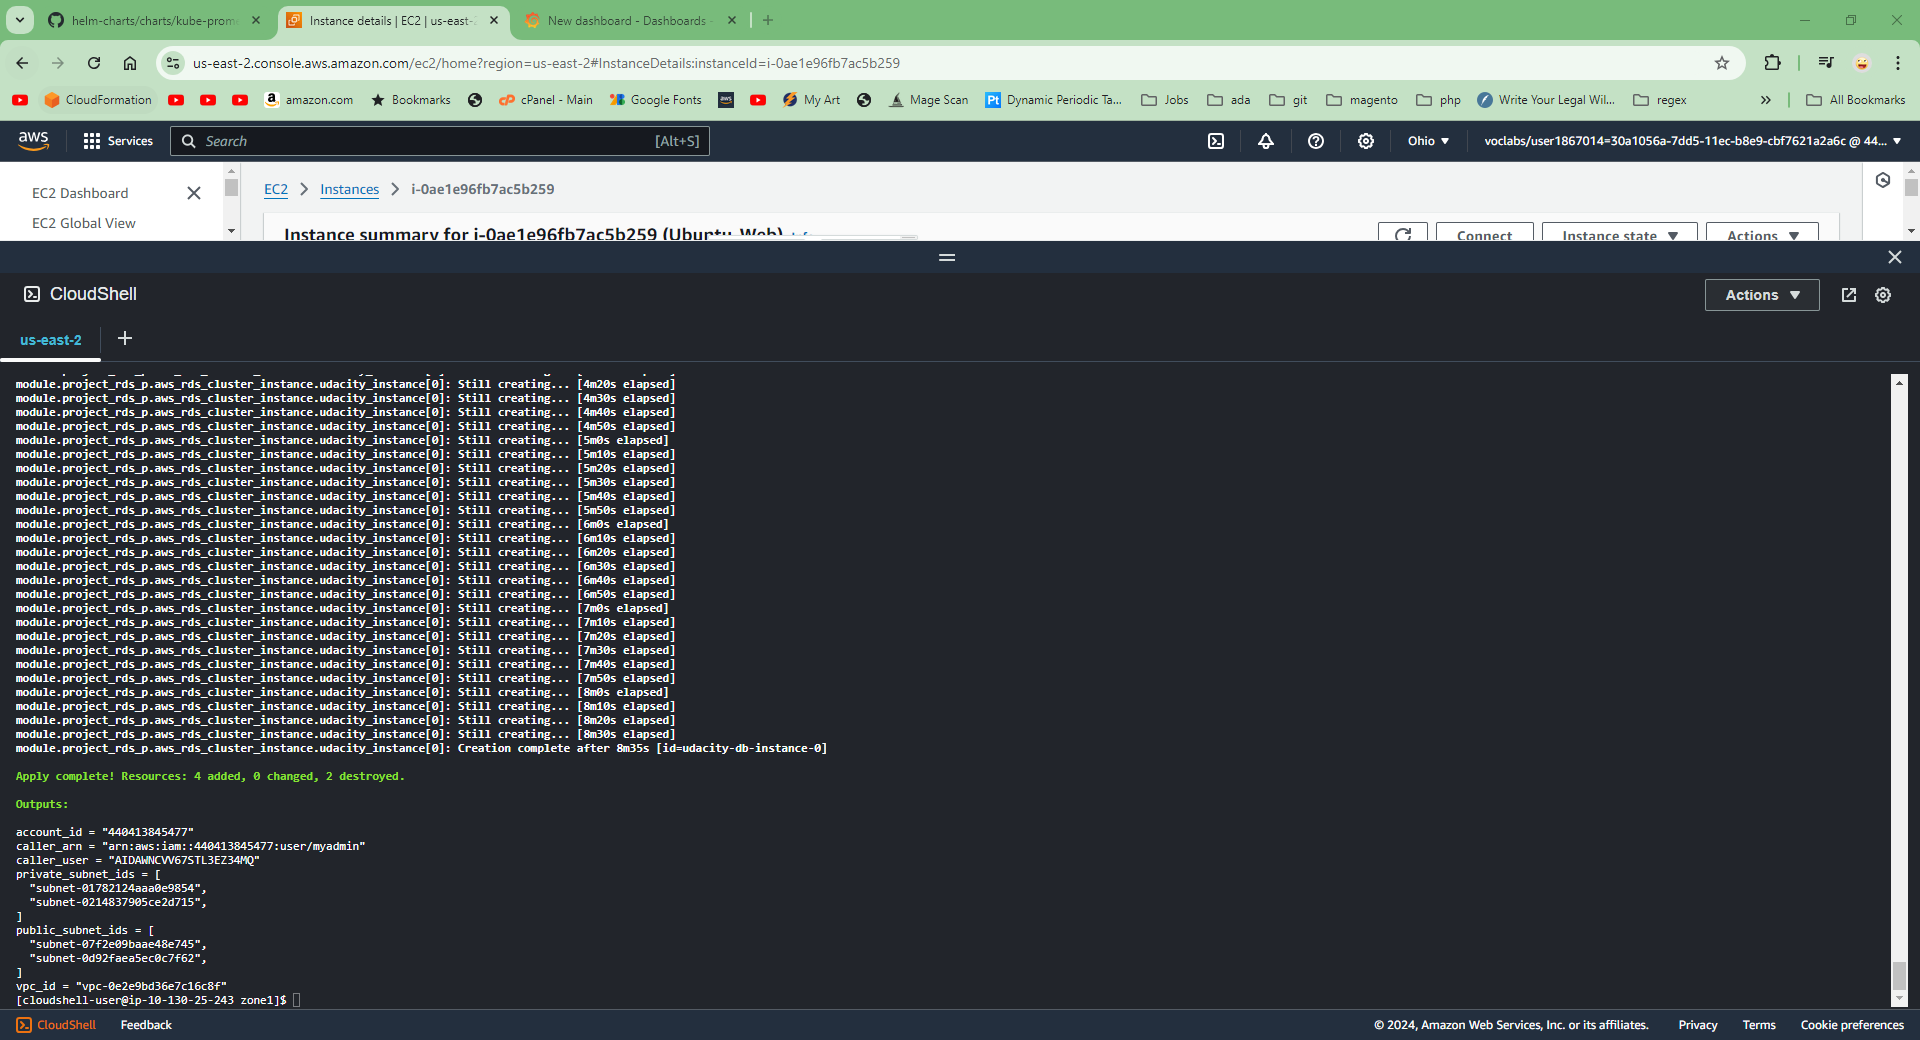 helm-charts/charts/kube-prome
Instance details | EC2 | us-east-2
New dashboard - Dashboards -
us-east-2.console.aws.amazon.com/ec2/home?region=us-east-2#InstanceDetails:instanceId=i-0ae1e96fb7ac5b259
CloudFormation
amazon.com
Bookmarks
cPanel - Main
Google Fonts
My Art
Mage Scan
Pt Dynamic Periodic Ta...
Jobs
ada
git
magento
php
Write Your Legal Wil...
regex
All Bookmarks
aws
Services
Search
[Alt+S]
Ohio
voclabs/user1867014=30a1056a-7dd5-11ec-b8e9-cbf7621a2a6c @ 44...
EC2 Dashboard
EC2 Global View
EC2
Instances
i-0ae1e96fb7ac5b259
Instance summary for i-0ae1e96fb7ac5b259 (Ubuntu-Web)
Connect
Instance state
Actions
CloudShell
Actions
us-east-2
module.project_rds_p.aws_rds_cluster_instance.udacity_instance[0]: Still creating... [4m20s elapsed]
module.project_rds_p.aws_rds_cluster_instance.udacity_instance[0]: Still creating... [4m30s elapsed]
module.project_rds_p.aws_rds_cluster_instance.udacity_instance[0]: Still creating... [4m40s elapsed]
module.project_rds_p.aws_rds_cluster_instance.udacity_instance[0]: Still creating... [4m50s elapsed]
module.project_rds_p.aws_rds_cluster_instance.udacity_instance[0]: Still creating... [5m0s elapsed]
module.project_rds_p.aws_rds_cluster_instance.udacity_instance[0]: Still creating... [5m10s elapsed]
module.project_rds_p.aws_rds_cluster_instance.udacity_instance[0]: Still creating... [5m20s elapsed]
module.project_rds_p.aws_rds_cluster_instance.udacity_instance[0]: Still creating... [5m30s elapsed]
module.project_rds_p.aws_rds_cluster_instance.udacity_instance[0]: Still creating... [5m40s elapsed]
module.project_rds_p.aws_rds_cluster_instance.udacity_instance[0]: Still creating... [5m50s elapsed]
module.project_rds_p.aws_rds_cluster_instance.udacity_instance[0]: Still creating... [6m0s elapsed]
module.project_rds_p.aws_rds_cluster_instance.udacity_instance[0]: Still creating... [6m10s elapsed]
module.project_rds_p.aws_rds_cluster_instance.udacity_instance[0]: Still creating... [6m20s elapsed]
module.project_rds_p.aws_rds_cluster_instance.udacity_instance[0]: Still creating... [6m30s elapsed]
module.project_rds_p.aws_rds_cluster_instance.udacity_instance[0]: Still creating... [6m40s elapsed]
module.project_rds_p.aws_rds_cluster_instance.udacity_instance[0]: Still creating... [6m50s elapsed]
module.project_rds_p.aws_rds_cluster_instance.udacity_instance[0]: Still creating... [7m0s elapsed]
module.project_rds_p.aws_rds_cluster_instance.udacity_instance[0]: Still creating... [7m10s elapsed]
module.project_rds_p.aws_rds_cluster_instance.udacity_instance[0]: Still creating... [7m20s elapsed]
module.project_rds_p.aws_rds_cluster_instance.udacity_instance[0]: Still creating... [7m30s elapsed]
module.project_rds_p.aws_rds_cluster_instance.udacity_instance[0]: Still creating... [7m40s elapsed]
module.project_rds_p.aws_rds_cluster_instance.udacity_instance[0]: Still creating... [7m50s elapsed]
module.project_rds_p.aws_rds_cluster_instance.udacity_instance[0]: Still creating... [8m0s elapsed]
module.project_rds_p.aws_rds_cluster_instance.udacity_instance[0]: Still creating... [8m10s elapsed]
module.project_rds_p.aws_rds_cluster_instance.udacity_instance[0]: Still creating... [8m20s elapsed]
module.project_rds_p.aws_rds_cluster_instance.udacity_instance[0]: Still creating... [8m30s elapsed]
module.project_rds_p.aws_rds_cluster_instance.udacity_instance[0]: Creation complete after 8m35s [id=udacity-db-instance-0]
Apply complete! Resources: 4 added, 0 changed, 2 destroyed.
Outputs:
account_id = "440413845477"
caller_arn = "arn:aws:iam::440413845477:user/myadmin"
caller_user = "AIDAWNCVV67STL3EZ34MQ"
private_subnet_ids = [
"subnet-01782124aaa0e9854",
"subnet-0214837905ce2d715",
]
public_subnet_ids = [
"subnet-07f2e09baae48e745",
"subnet-0d92faea5ec0c7f62",
]
vpc_id = "vpc-0e2e9bd36e7c16c8f"
[cloudshell-user@ip-10-130-25-243 zone1]$
CloudShell
Feedback
© 2024, Amazon Web Services, Inc. or its affiliates.
Privacy
Terms
Cookie preferences